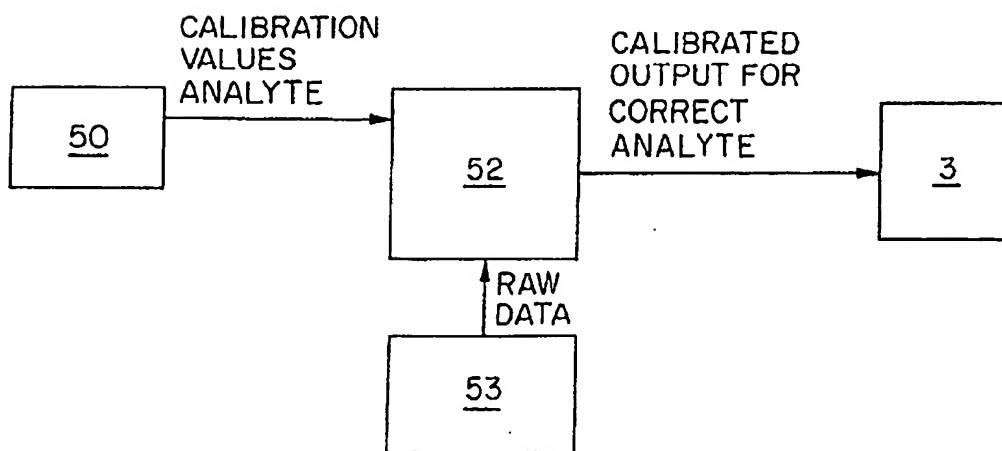 CALIBRATION
VALUES
ANALYTE
CALIBRATED
OUTPUT FOR
CORRECT
ANALYTE
50
52
3
RAW
DATA
53